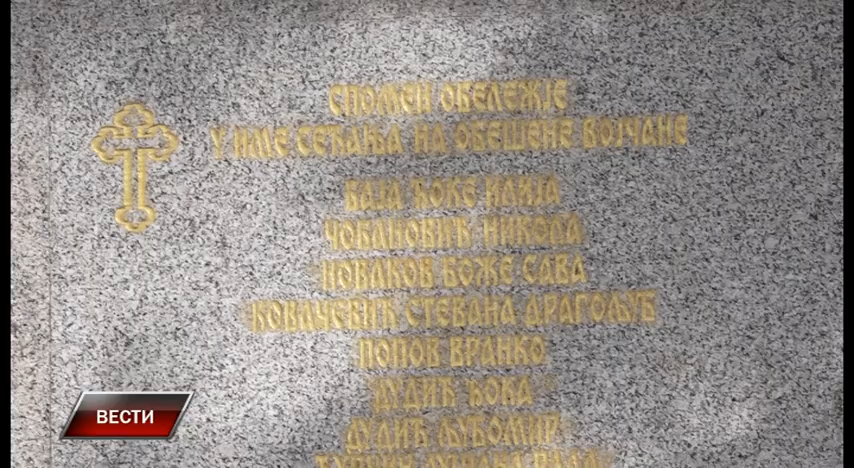 СПОМЕН ОБЕЛЕЖЈЕ
У ИМЕ СЕЋАЊА НА ОБЕШЕНЕ ВОЈЧАНЕ
БАЈА ЂОКЕ ИЛИЈА
ЧОБАНОВИЋ НИКОЛА
НОВАКОВ БОЖЕ САВА
КОВАЧЕВИЋ СТЕВАНА ДРАГОЉУБ
ПОПОВ БРАНКО
ДУДИЋ ЂОКА
ДУДИЋ ЉУБОМИР
ВЕСТИ